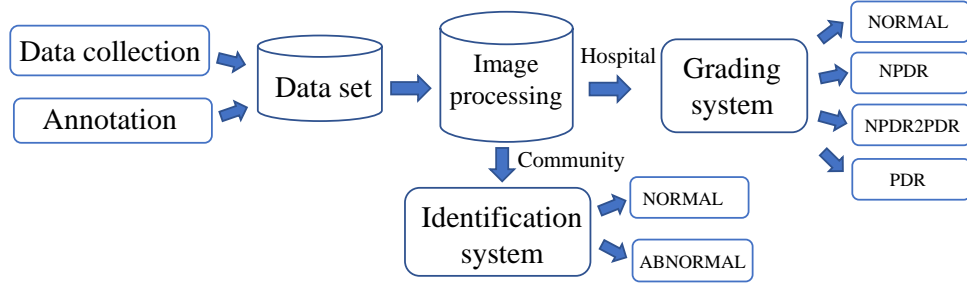 Data collection
Annotation
Data set
Image
processing
Hospital
Grading
system
NORMAL
NPDR
NPDR2PDR
PDR
Community
Identification
system
NORMAL
ABNORMAL